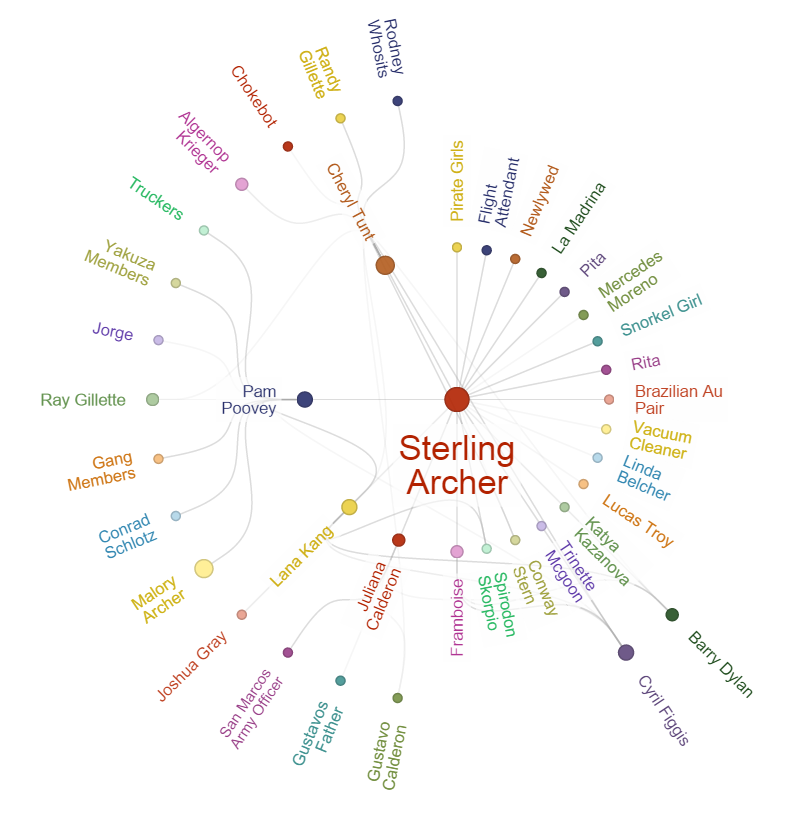 Rodney
Whosits
Randy
Gillette
Chokebot
Algernop
Krieger
Truckers
Yakuza
Members
Jorge
Ray Gillette
Gang
Members
Conrad
Schlotz
Malory
Archer
Joshua Gray
San Marcos
Army Officer
Gustavos
Father
Gustavo
Calderon
Cheryl Tunt
Pam
Poovey
Lana Kang
Juliana
Calderon
Sterling
Archer
Pirate Girls
Flight
Attendant
Newlywed
La Madrina
Pita
Mercedes
Moreno
Snorkel Girl
Rita
Brazilian Au
Pair
Vacuum
Cleaner
Linda
Belcher
Lucas Troy
Katya
Kazanova
Trinette
Mcgoon
Conway
Stern
Spirodon
Skorpio
Framboise
Barry Dylan
Cyril Figgis